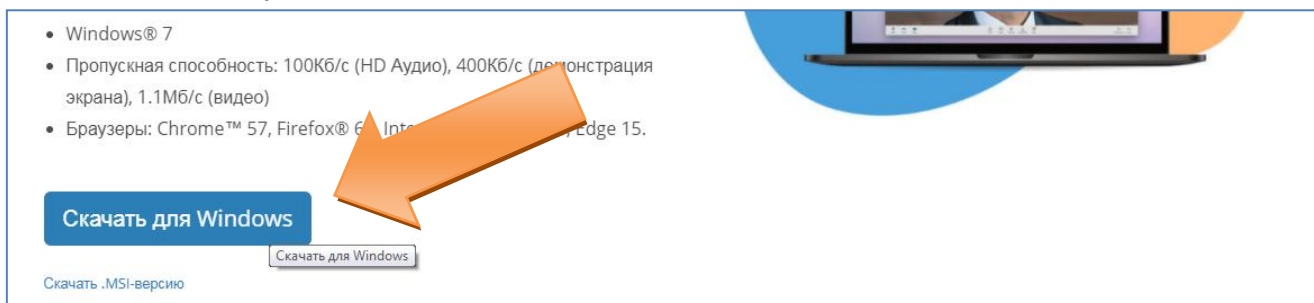 Windows® 7
Пропускная способность: 100Кб/с (HD Аудио), 400Кб/с (демонстрация
экрана), 1.1Мб/с (видео)
Браузеры: Chrome™ 57, Firefox® 6 Edge 15.
Скачать для Windows
Скачать для Windows
Скачать .MSI-версию